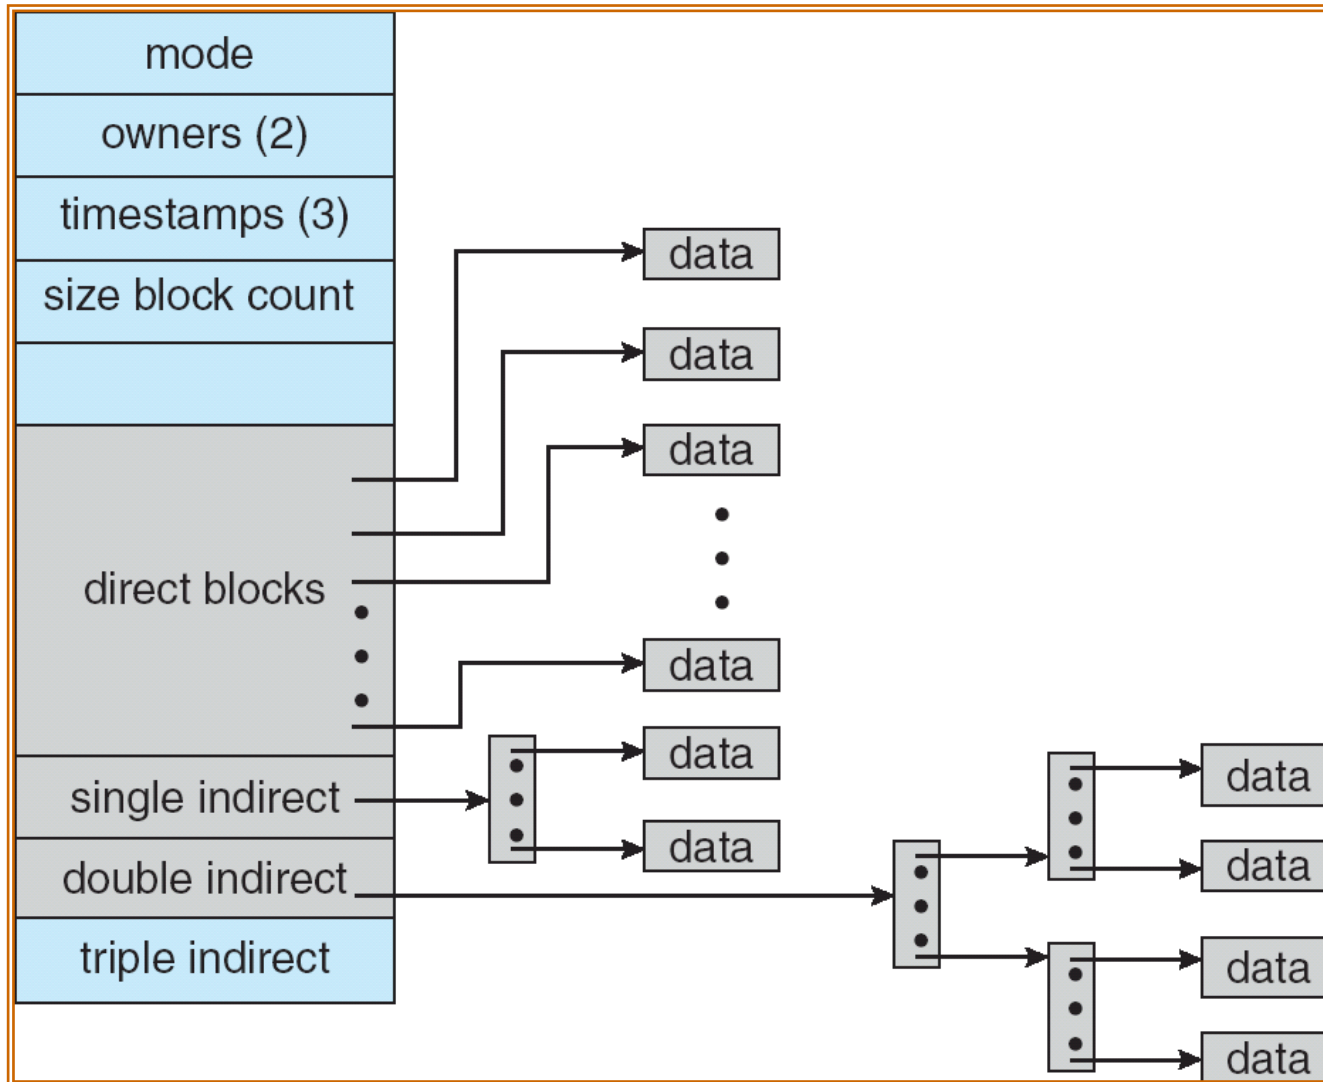 mode
owners (2)
timestamps (3)
size block count
direct blocks
single indirect
double indirect
triple indirect
data
data
data
data
data
data
data
data
data
data